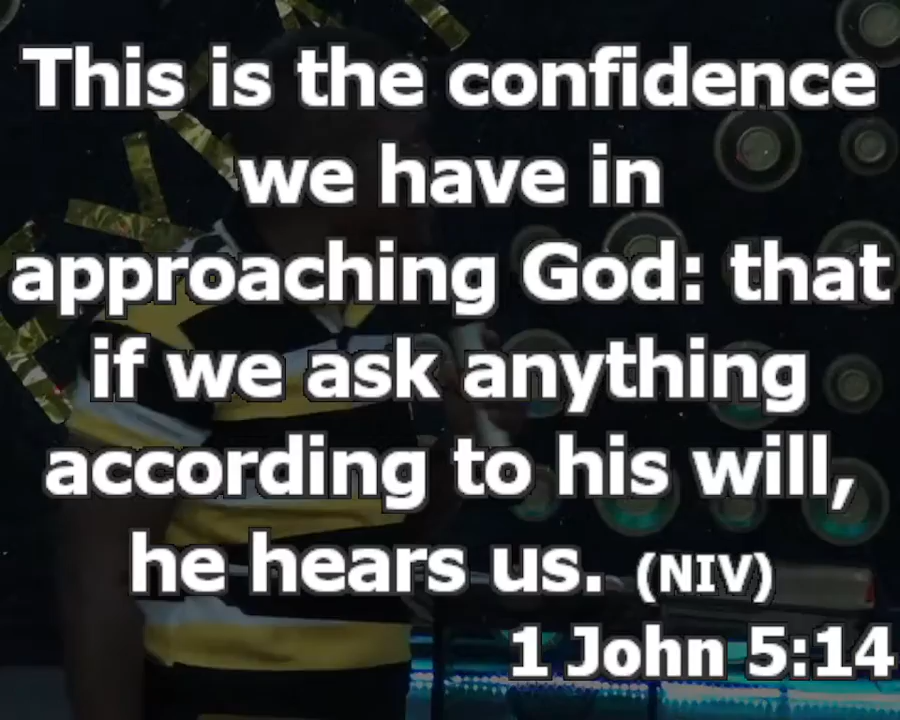 This is the confidence
we have in
approaching God: that
if we ask anything
according to his will,
he hears us. (NIV)
1 John 5:14